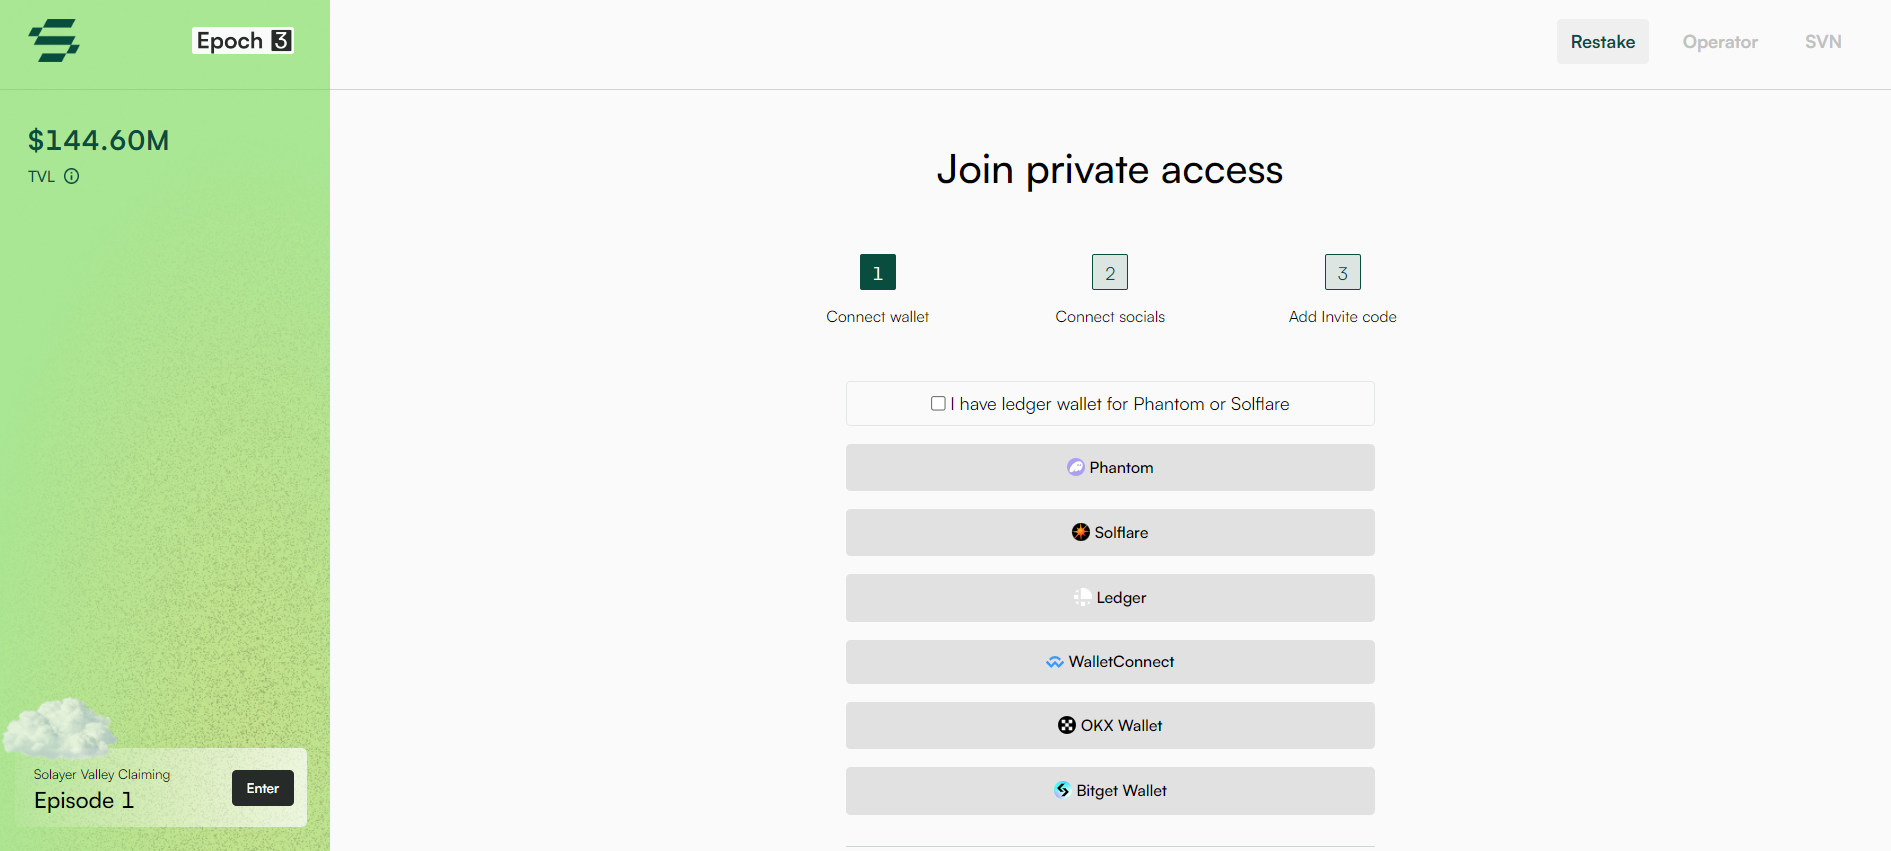 Epoch 3
Restake
Operator
SVN
$144.60M
TVL
Join private access
1
2
3
Connect wallet
Connect socials
Add Invite code
I have ledger wallet for Phantom or Solflare
Phantom
Solflare
Ledger
WalletConnect
OKX Wallet
Bitget Wallet
Solayer Valley Claiming
Episode 1
Enter